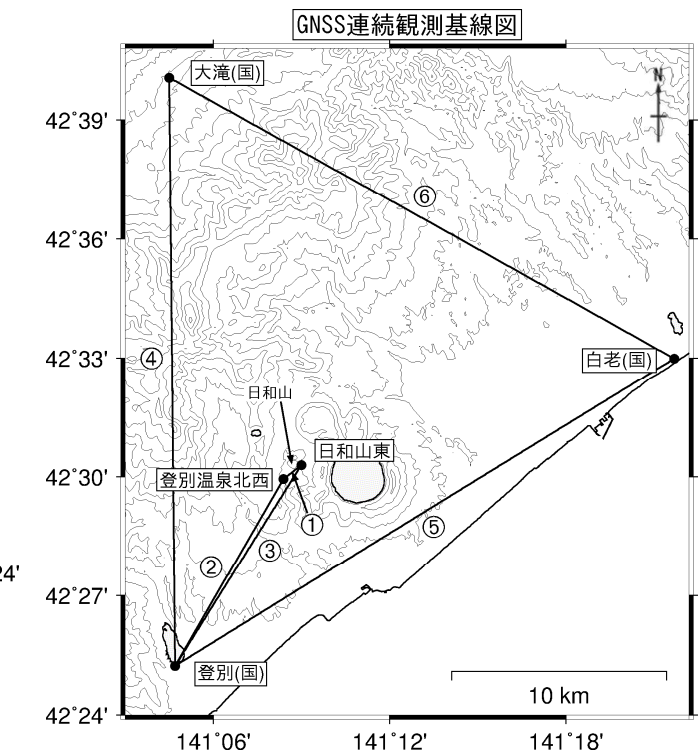 GNSS連続観測基線図
大滝(国)
N
42°39'
⑥
42°36'
42°33'
④
白老(国)
日和山
日和山東
42°30'
登別温泉北西
①
⑤
③
②
24'
42°27'
登別(国)
10 km
42°24'
141°06'
141°12'
141°18'